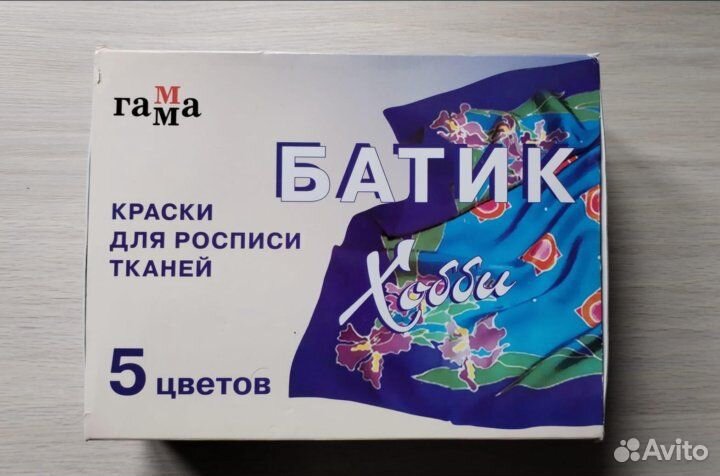 гамма
БАТИК
КРАСКИ
ДЛЯ РОСПИСИ
ТКАНЕЙ
Хобби
5 цветов
Avito